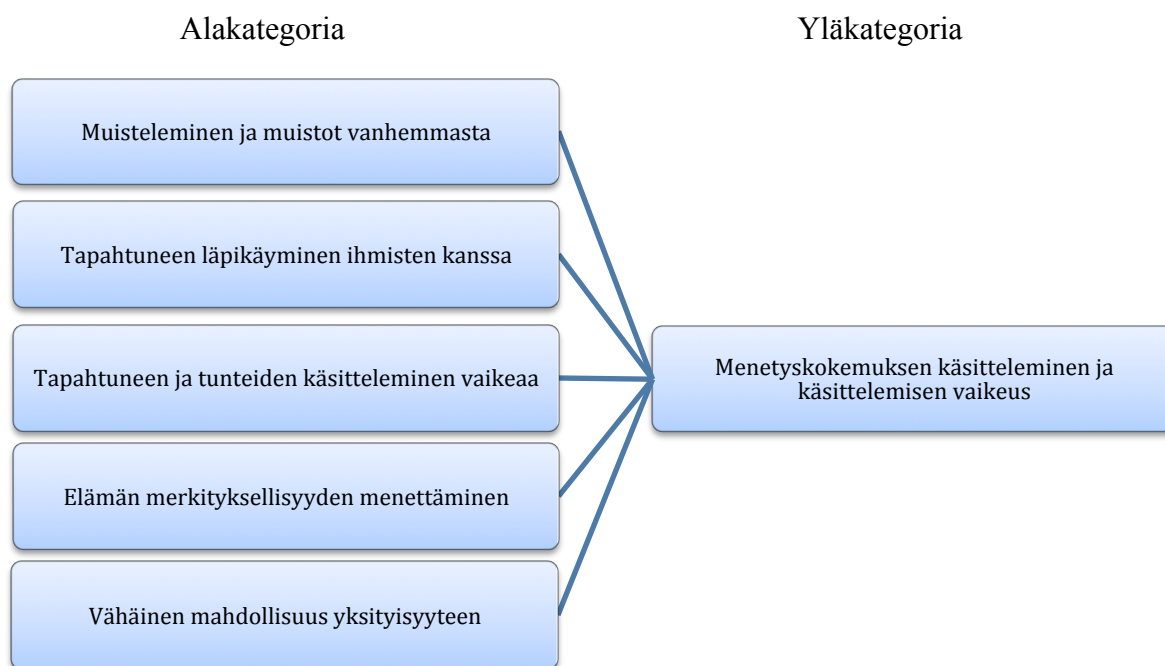 Alakategoria
Yläkategoria
Muisteleminen ja muistot vanhemmasta
Tapahtuneen läpikäyminen ihmisten kanssa
Tapahtuneen ja tunteiden käsitteleminen vaikeaa
Elämän merkityksellisyyden menettäminen
Vähäinen mahdollisuus yksityisyyteen
Menetyskokemuksen käsitteleminen ja
käsittelemisen vaikeus